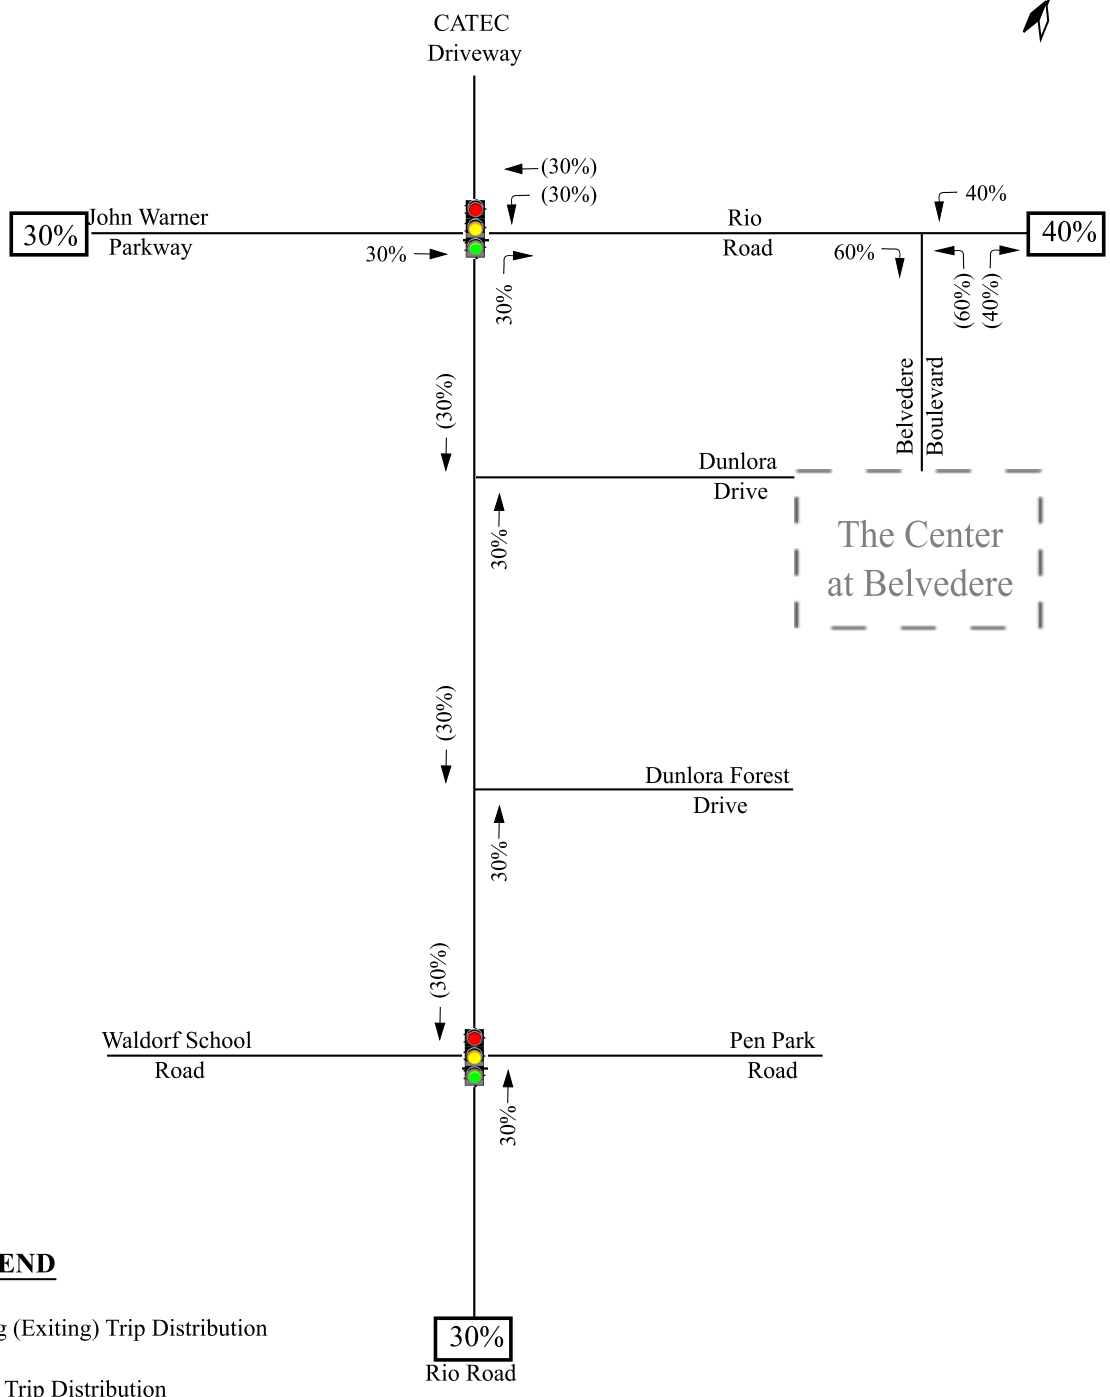 CATEC
Driveway
(30%)
(30%)
40%
John Warner
Parkway
30%
Rio
Road
40%
30%
60%
30%
(60%)
(40%)
Belvedere
Boulevard
(30%)
Dunlora
Drive
30%
The Center
at Belvedere
(30%)
Dunlora Forest
Drive
30%
(30%)
Waldorf School
Road
Pen Park
Road
30%
END
g (Exiting) Trip Distribution
30%
Rio Road
Trip Distribution